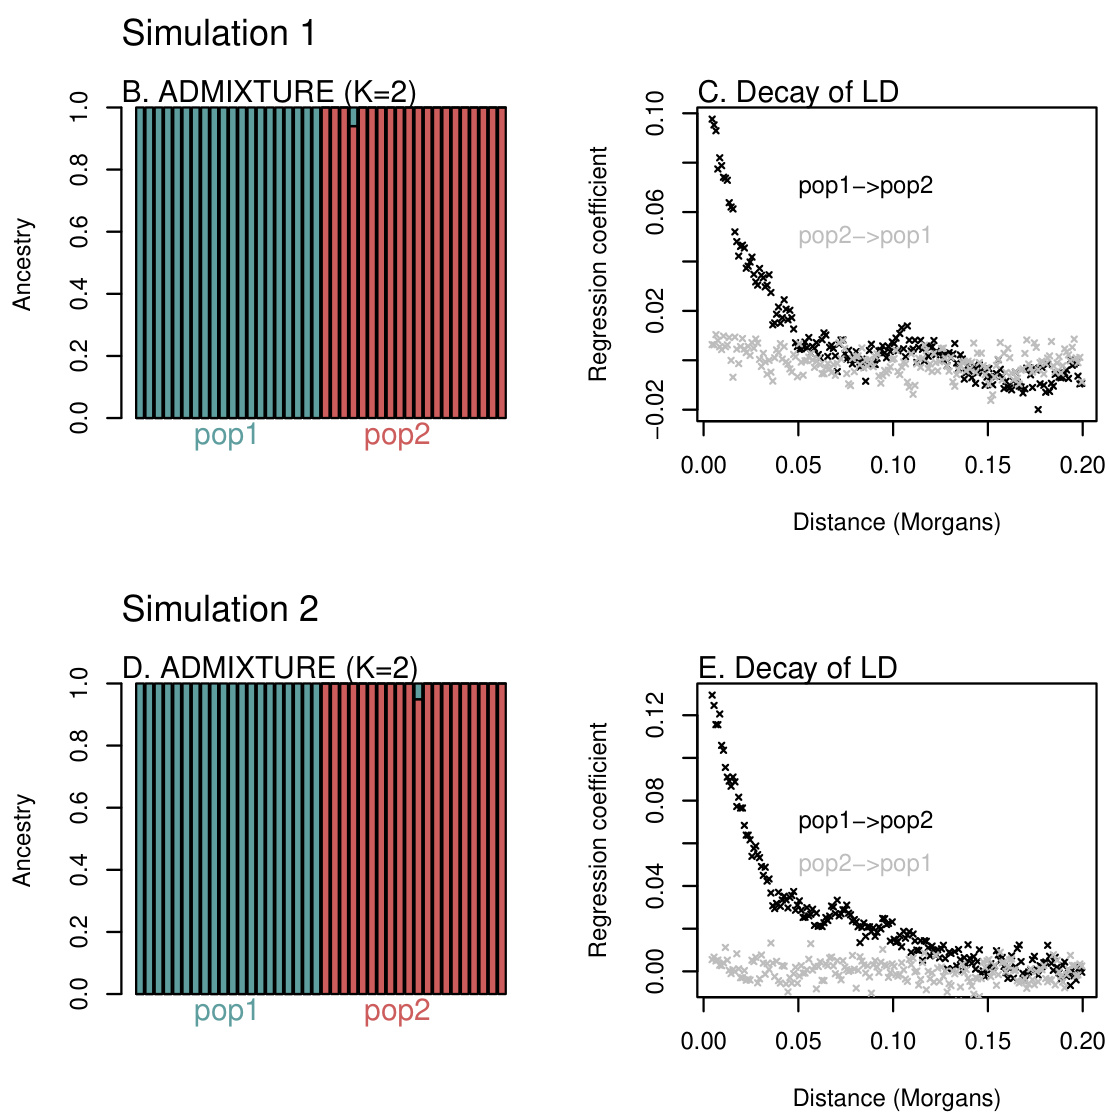 Simulation 1
B. ADMIXTURE (K=2)
Ancestry
1.0
0.8
0.6
0.4
0.2
0.0
pop1
pop2
C. Decay of LD
Regression coefficient
0.10
0.06
0.02
−0.02
pop1−>pop2
pop2−>pop1
0.00 0.05 0.10 0.15 0.20
Distance (Morgans)
Simulation 2
D. ADMIXTURE (K=2)
Ancestry
1.0
0.8
0.6
0.4
0.2
0.0
pop1
pop2
E. Decay of LD
Regression coefficient
0.12
0.08
0.04
0.00
pop1−>pop2
pop2−>pop1
0.00 0.05 0.10 0.15 0.20
Distance (Morgans)